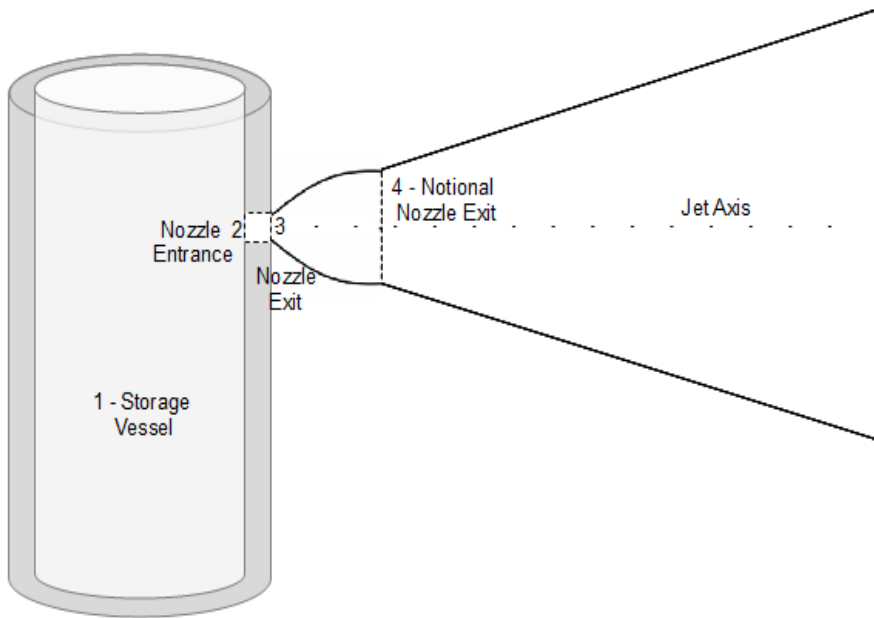 4 - Notional
Nozzle Exit
Jet Axis
Nozzle 2
Entrance
3
Nozzle
Exit
1 - Storage
Vessel